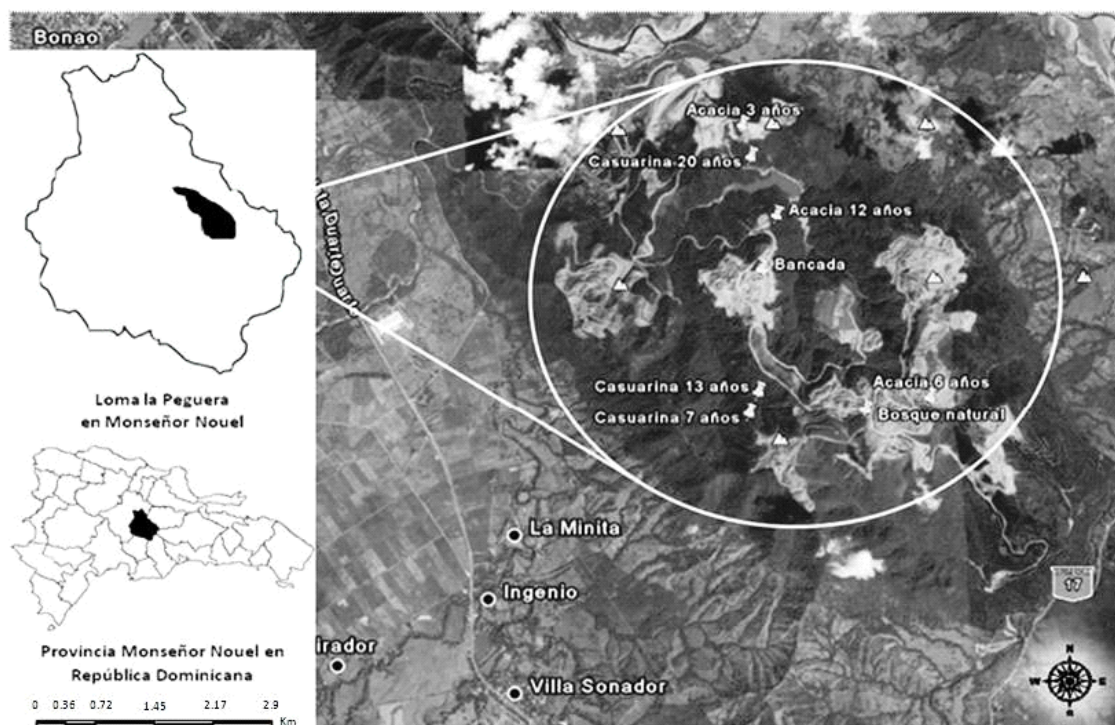 Bonao
Acacia 3 años
Casuarina 20 años
Acacia 12 años
Bancada
Casuarina 13 años
Acacia 6 años
Casuarina 7 años
Bosque natural
Loma la Peguera
en Monseñor Nouel
La Minita
Ingenio
17
irador
Villa Sonador
Provincia Monseñor Nouel en
República Dominicana
N
W E
0 0.36 0.72 1.45 2.17 2.9
Km